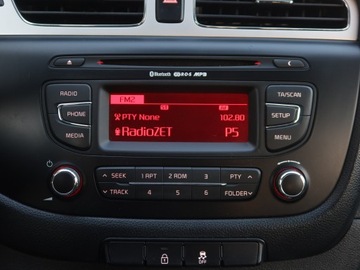 Bluetooth R·D·S MP3
RADIO
PHONE
MEDIA
FM2
PTY None 102.80
RadioZET P5
TA/SCAN
SETUP
MENU
SEEK 1 RPT 2 RDM 3 PTY
TRACK 4 5 6 FOLDER
OFF